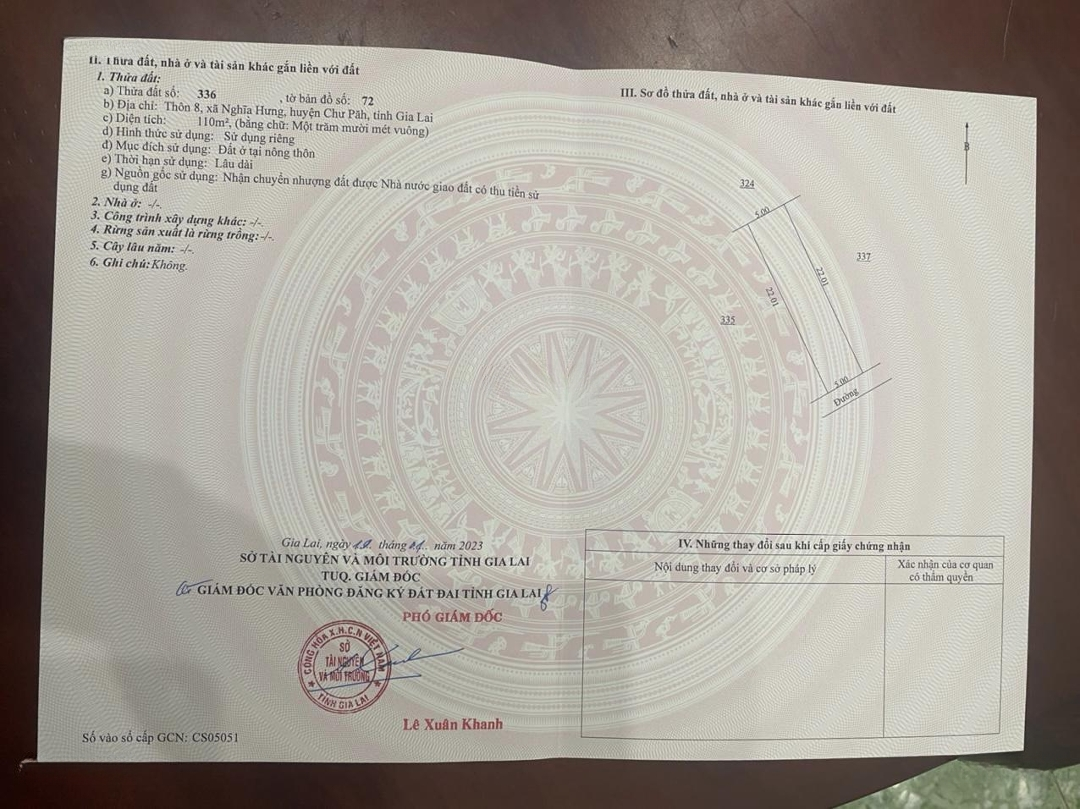 II. Thửa đất, nhà ở và tài sản khác gắn liền với đất
1. Thửa đất:
a) Thửa đất số: 336 , tờ bản đồ số: 72
b) Địa chỉ: Thôn 8, xã Nghĩa Hưng, huyện Chư Păh, tỉnh Gia Lai
c) Diện tích: 110m², (bằng chữ: Một trăm mười mét vuông)
d) Hình thức sử dụng: Sử dụng riêng
đ) Mục đích sử dụng: Đất ở tại nông thôn
e) Thời hạn sử dụng: Lâu dài
g) Nguồn gốc sử dụng: Nhận chuyển nhượng đất được Nhà nước giao đất có thu tiền sử
dụng đất
2. Nhà ở: -/-.
3. Công trình xây dựng khác: -/-.
4. Rừng sản xuất là rừng trồng: -/-.
5. Cây lâu năm: -/-.
6. Ghi chú: Không.
Gia Lai, ngày tháng năm 2023
SỞ TÀI NGUYÊN VÀ MÔI TRƯỜNG TỈNH GIA LAI
TUQ. GIÁM ĐỐC
GIÁM ĐỐC VĂN PHÒNG ĐĂNG KÝ ĐẤT ĐAI TỈNH GIA LAI
PHÓ GIÁM ĐỐC
CỘNG HÒA X.H.C.N VIỆT NAM
SỞ
TÀI NGUYÊN
VÀ MÔI TRƯỜNG
TỈNH GIA LAI
Lê Xuân Khanh
Số vào sổ cấp GCN: CS05051
III. Sơ đồ thửa đất, nhà ở và tài sản khác gắn liền với đất
B
324
5.00
337
22.01
22.01
335
5.00
Đường
IV. Những thay đổi sau khi cấp giấy chứng nhận
Nội dung thay đổi và cơ sở pháp lý
Xác nhận của cơ quan
có thẩm quyền